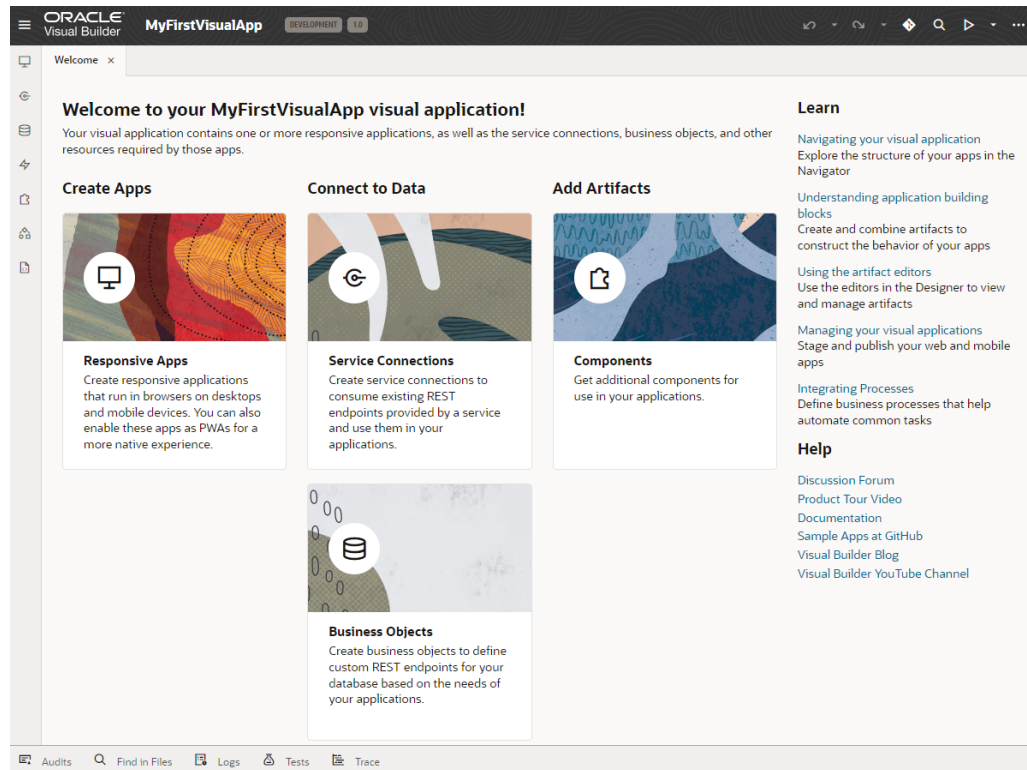 ORACLE
Visual Builder
MyFirstVisualApp
DEVELOPMENT
1.0
Welcome ×
Welcome to your MyFirstVisualApp visual application!
Your visual application contains one or more responsive applications, as well as the service connections, business objects, and other
resources required by those apps.
Create Apps
Responsive Apps
Create responsive applications
that run in browsers on desktops
and mobile devices. You can also
enable these apps as PWAs for a
more native experience.
Connect to Data
Service Connections
Create service connections to
consume existing REST
endpoints provided by a service
and use them in your
applications.
Business Objects
Create business objects to define
custom REST endpoints for your
database based on the needs of
your applications.
Add Artifacts
Components
Get additional components for
use in your applications.
Learn
Navigating your visual application
Explore the structure of your apps in the
Navigator
Understanding application building
blocks
Create and combine artifacts to
construct the behavior of your apps
Using the artifact editors
Use the editors in the Designer to view
and manage artifacts
Managing your visual applications
Stage and publish your web and mobile
apps
Integrating Processes
Define business processes that help
automate common tasks
Help
Discussion Forum
Product Tour Video
Documentation
Sample Apps at GitHub
Visual Builder Blog
Visual Builder YouTube Channel
Audits
Find in Files
Logs
Tests
Trace